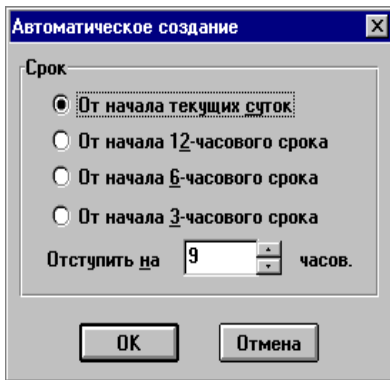 Автоматическое создание
Срок
От начала текущих суток
От начала 12-часового срока
От начала 6-часового срока
От начала 3-часового срока
Отступить на 9 часов.
OK Отмена